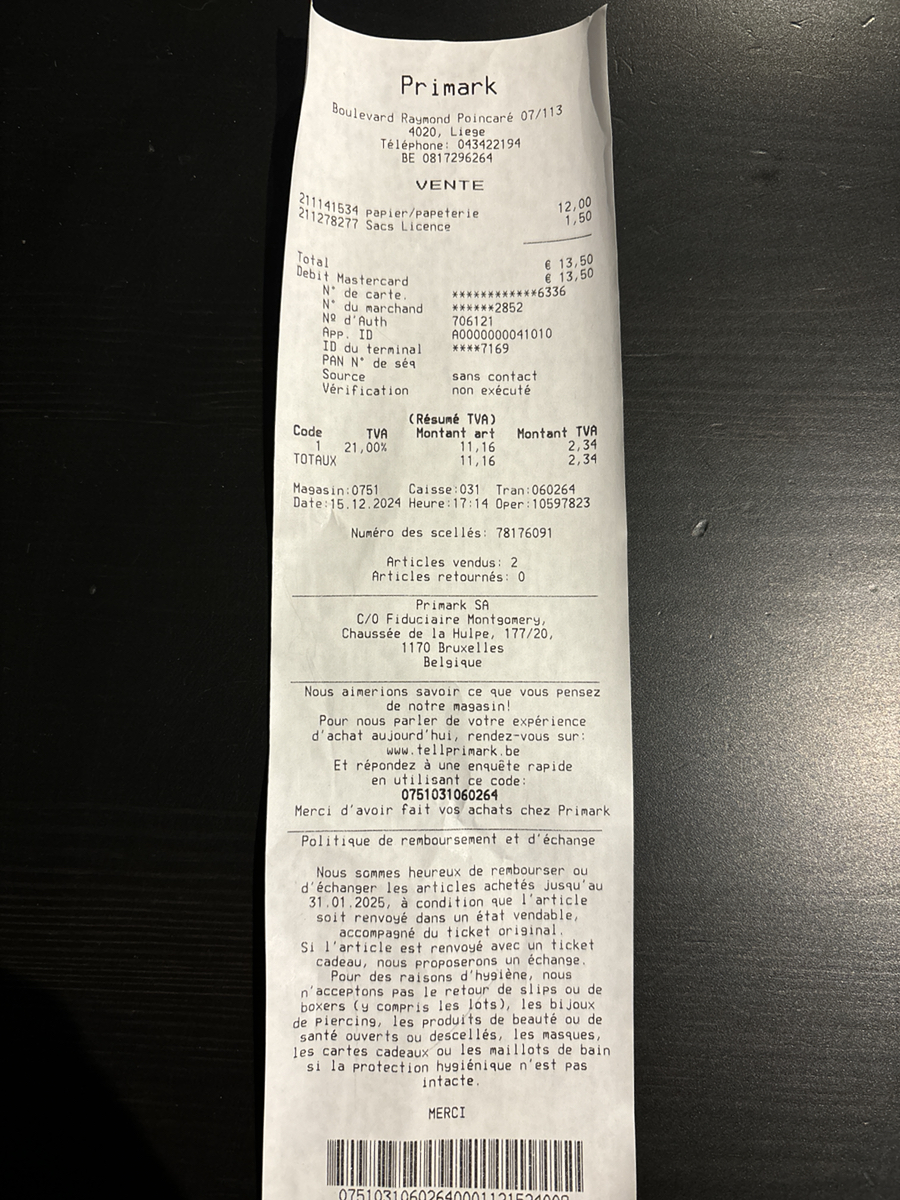 Primark
Boulevard Raymond Poincaré 07/113
4020, Liege
Téléphone: 043422194
BE 0817296264
VENTE
211141534 papier/papeterie 12,00
211278277 Sacs Licence 1,50
Total € 13,50
Debit Mastercard € 13,50
N° de carte. ************6336
N° du marchand ******2852
Nº d'Auth 706121
App. ID A0000000041010
ID du terminal ****7169
PAN N° de séq
Source sans contact
Vérification non exécuté
(Résumé TVA)
Code TVA Montant art Montant TVA
1 21,00% 11,16 2,34
TOTAUX 11,16 2,34
Magasin:0751 Caisse:031 Tran:060264
Date:15.12.2024 Heure:17:14 Oper:10597823
Numéro des scellés: 78176091
Articles vendus: 2
Articles retournés: 0
Primark SA
C/O Fiduciaire Montgomery,
Chaussée de la Hulpe, 177/20,
1170 Bruxelles
Belgique
Nous aimerions savoir ce que vous pensez
de notre magasin!
Pour nous parler de votre expérience
d'achat aujourd'hui, rendez-vous sur:
www.tellprimark.be
Et répondez à une enquête rapide
en utilisant ce code:
0751031060264
Merci d'avoir fait vos achats chez Primark
Politique de remboursement et d'échange
Nous sommes heureux de rembourser ou
d'échanger les articles achetés jusqu'au
31.01.2025, à condition que l'article
soit renvoyé dans un état vendable,
accompagné du ticket original.
Si l'article est renvoyé avec un ticket
cadeau, nous proposerons un échange.
Pour des raisons d'hygiène, nous
n'acceptons pas le retour de slips ou de
boxers (y compris les lots), les bijoux
de piercing, les produits de beauté ou de
santé ouverts ou descellés, les masques,
les cartes cadeaux ou les maillots de bain
si la protection hygiénique n'est pas
intacte.
MERCI